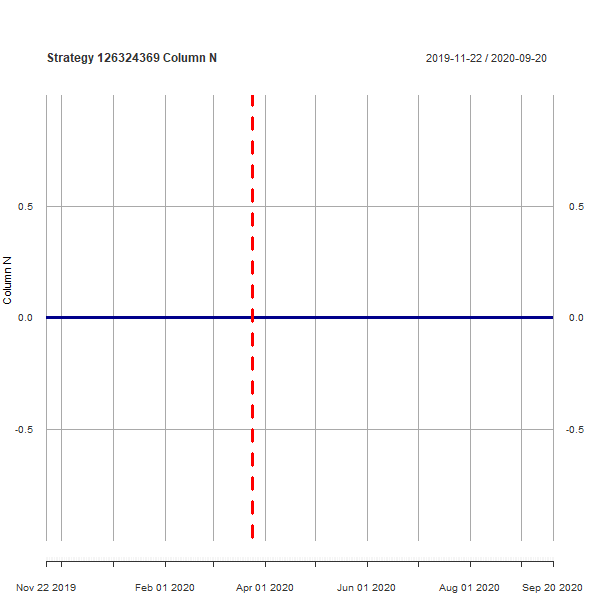 Strategy 126324369 Column N
2019-11-22 / 2020-09-20
Column N
0.5
0.5
0.0
0.0
-0.5
-0.5
Nov 22 2019
Feb 01 2020
Apr 01 2020
Jun 01 2020
Aug 01 2020
Sep 20 2020